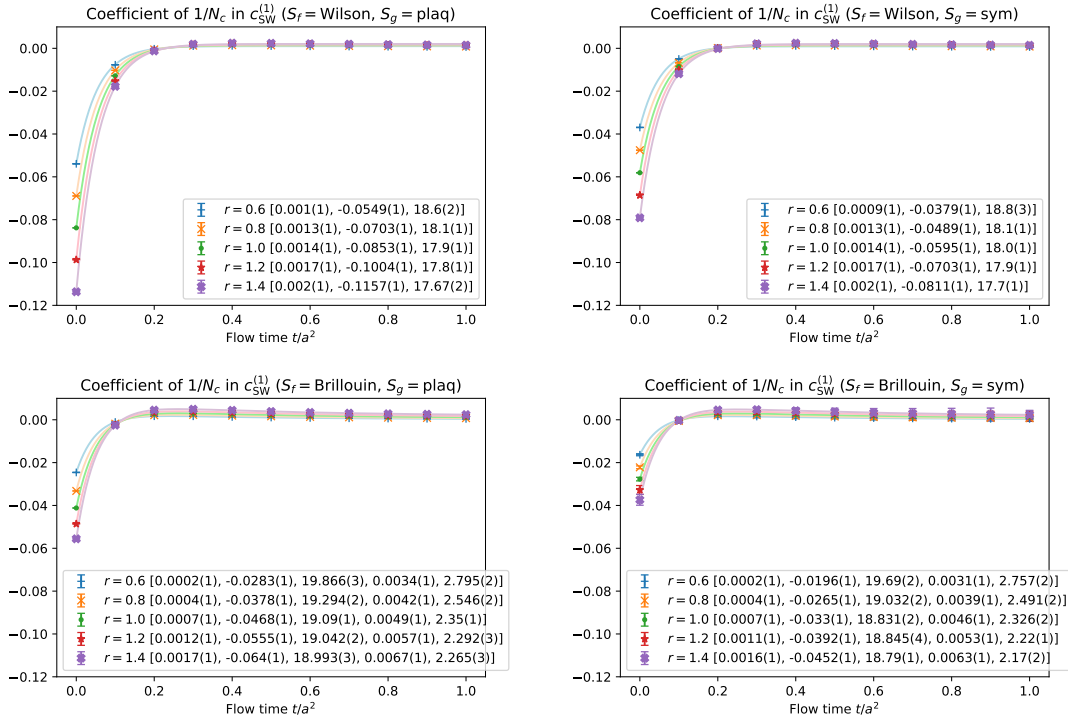 Coefficient of 1/N_c in c_SW^(1) (S_f = Wilson, S_g = plaq)
0.00
−0.02
−0.04
−0.06
−0.08
−0.10
−0.12
r = 0.6 [0.001(1), -0.0549(1), 18.6(2)]
r = 0.8 [0.0013(1), -0.0703(1), 18.1(1)]
r = 1.0 [0.0014(1), -0.0853(1), 17.9(1)]
r = 1.2 [0.0017(1), -0.1004(1), 17.8(1)]
r = 1.4 [0.002(1), -0.1157(1), 17.67(2)]
0.0 0.2 0.4 0.6 0.8 1.0
Flow time t/a²
Coefficient of 1/N_c in c_SW^(1) (S_f = Wilson, S_g = sym)
0.00
−0.02
−0.04
−0.06
−0.08
−0.10
−0.12
r = 0.6 [0.0009(1), -0.0379(1), 18.8(3)]
r = 0.8 [0.0013(1), -0.0489(1), 18.1(1)]
r = 1.0 [0.0014(1), -0.0595(1), 18.0(1)]
r = 1.2 [0.0017(1), -0.0703(1), 17.9(1)]
r = 1.4 [0.002(1), -0.0811(1), 17.7(1)]
0.0 0.2 0.4 0.6 0.8 1.0
Flow time t/a²
Coefficient of 1/N_c in c_SW^(1) (S_f = Brillouin, S_g = plaq)
0.00
−0.02
−0.04
−0.06
−0.08
−0.10
−0.12
r = 0.6 [0.0002(1), -0.0283(1), 19.866(3), 0.0034(1), 2.795(2)]
r = 0.8 [0.0004(1), -0.0378(1), 19.294(2), 0.0042(1), 2.546(2)]
r = 1.0 [0.0007(1), -0.0468(1), 19.09(1), 0.0049(1), 2.35(1)]
r = 1.2 [0.0012(1), -0.0555(1), 19.042(2), 0.0057(1), 2.292(3)]
r = 1.4 [0.0017(1), -0.064(1), 18.993(3), 0.0067(1), 2.265(3)]
0.0 0.2 0.4 0.6 0.8 1.0
Flow time t/a²
Coefficient of 1/N_c in c_SW^(1) (S_f = Brillouin, S_g = sym)
0.00
−0.02
−0.04
−0.06
−0.08
−0.10
−0.12
r = 0.6 [0.0002(1), -0.0196(1), 19.69(2), 0.0031(1), 2.757(2)]
r = 0.8 [0.0004(1), -0.0265(1), 19.032(2), 0.0039(1), 2.491(2)]
r = 1.0 [0.0007(1), -0.033(1), 18.831(2), 0.0046(1), 2.326(2)]
r = 1.2 [0.0011(1), -0.0392(1), 18.845(4), 0.0053(1), 2.22(1)]
r = 1.4 [0.0016(1), -0.0452(1), 18.79(1), 0.0063(1), 2.17(2)]
0.0 0.2 0.4 0.6 0.8 1.0
Flow time t/a²